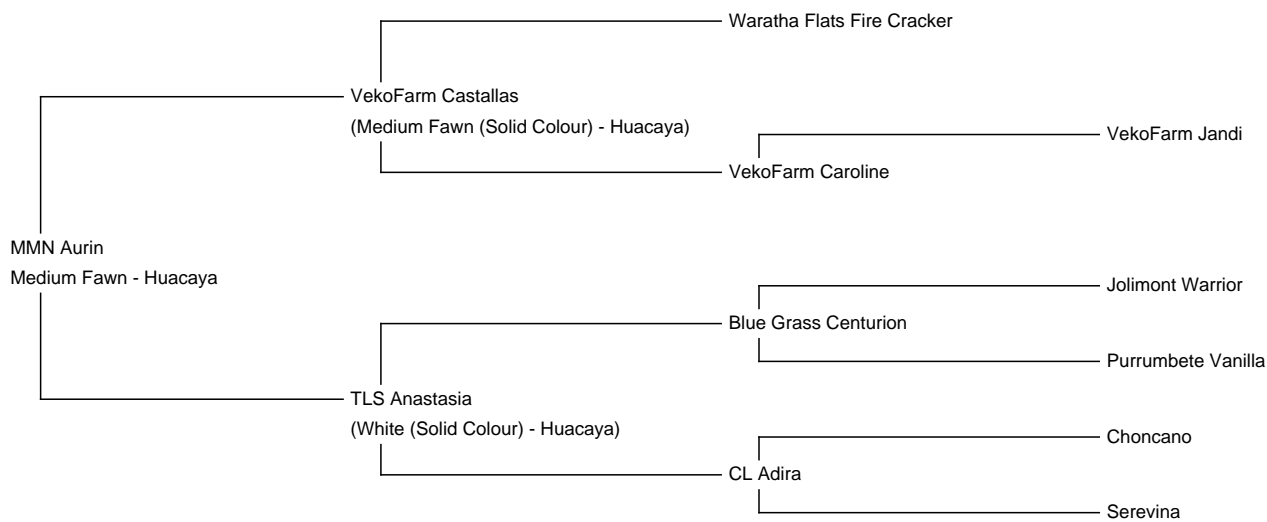 Waratha Flats Fire Cracker
VekoFarm Castallas
(Medium Fawn (Solid Colour) - Huacaya)
VekoFarm Jandi
VekoFarm Caroline
MMN Aurin
Medium Fawn - Huacaya
Jolimont Warrior
Blue Grass Centurion
Purrumbete Vanilla
TLS Anastasia
(White (Solid Colour) - Huacaya)
Choncano
CL Adira
Serevina